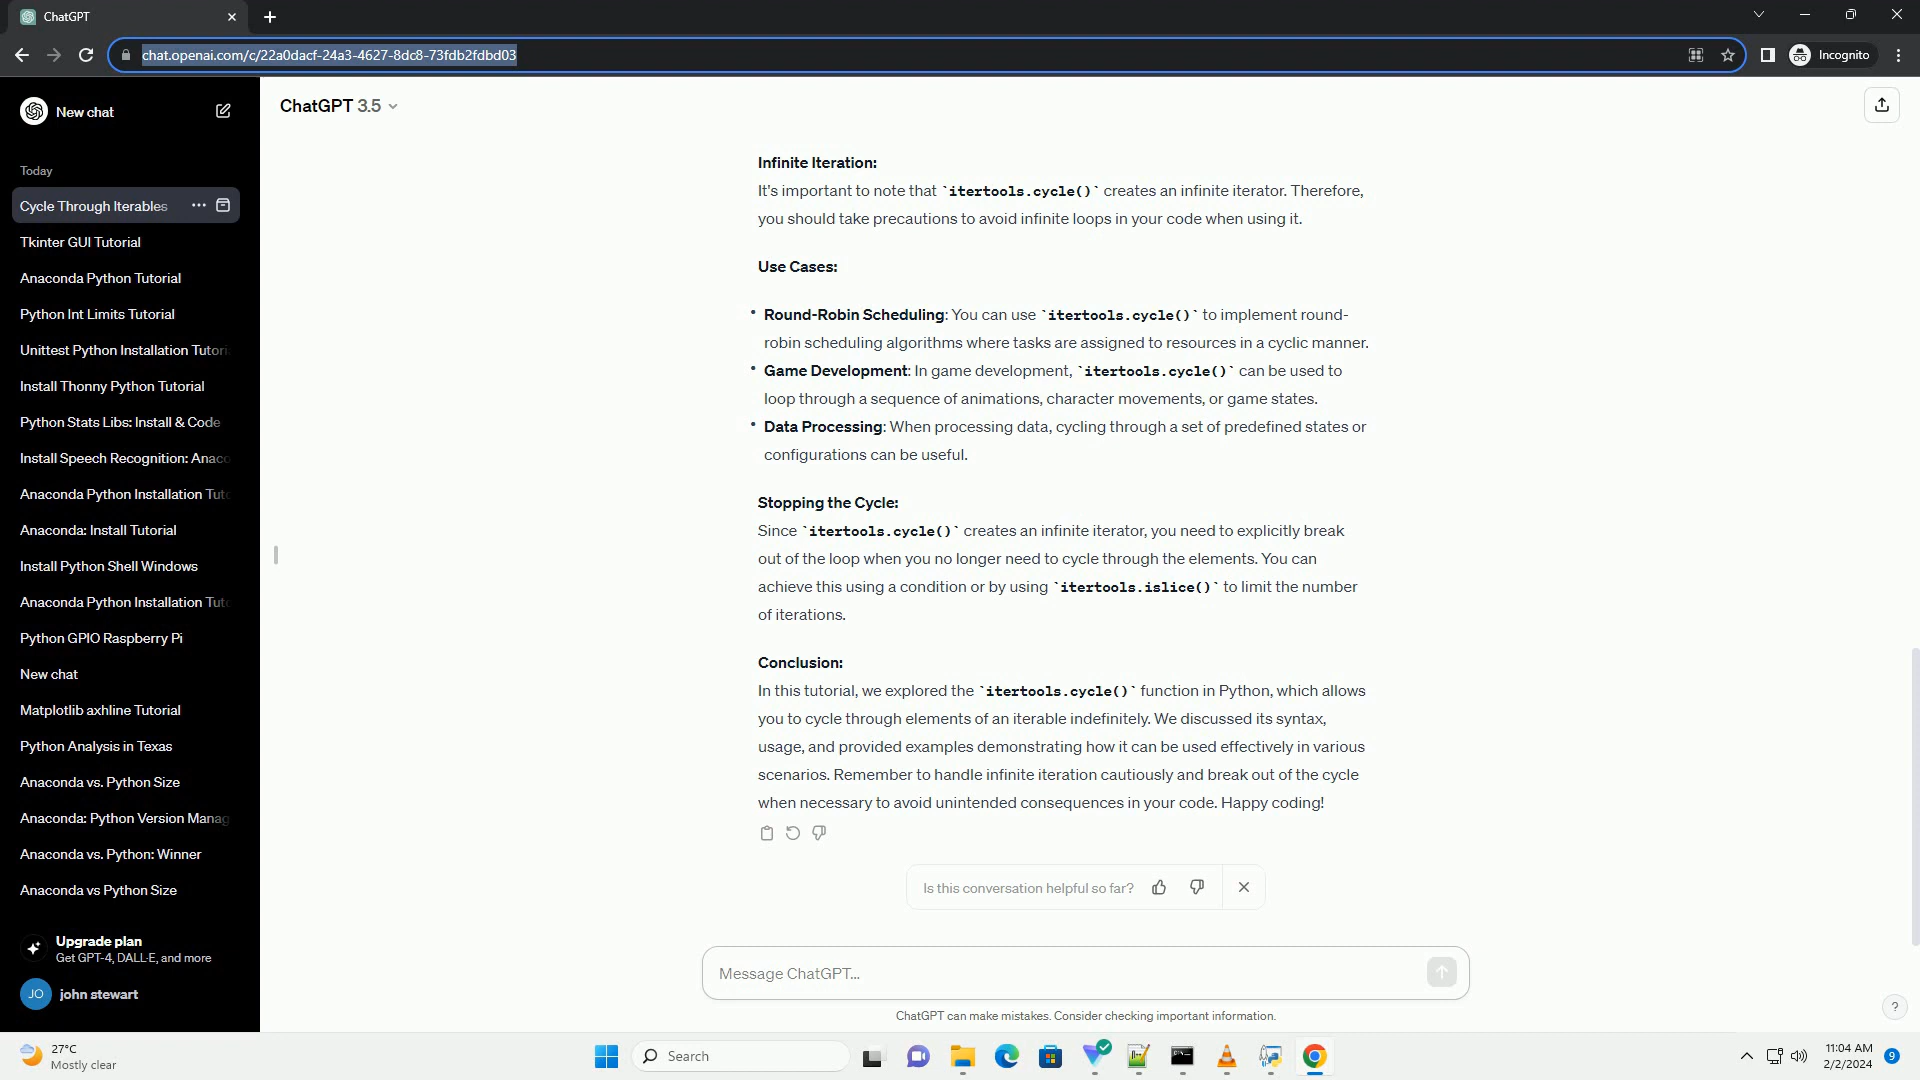 ChatGPT
chat.openai.com/c/22a0dacf-24a3-4627-8dc8-73fdb2fdbd03
Incognito
New chat
ChatGPT 3.5
Today
Cycle Through Iterables
Tkinter GUI Tutorial
Anaconda Python Tutorial
Python Int Limits Tutorial
Unittest Python Installation Tutori
Install Thonny Python Tutorial
Python Stats Libs: Install & Code
Install Speech Recognition: Anaco
Anaconda Python Installation Tuto
Anaconda: Install Tutorial
Install Python Shell Windows
Anaconda Python Installation Tuto
Python GPIO Raspberry Pi
New chat
Matplotlib axhline Tutorial
Python Analysis in Texas
Anaconda vs. Python Size
Anaconda: Python Version Manag
Anaconda vs. Python: Winner
Anaconda vs Python Size
Upgrade plan
Get GPT-4, DALL·E, and more
JO john stewart
Infinite Iteration:
It's important to note that `itertools.cycle()` creates an infinite iterator. Therefore,
you should take precautions to avoid infinite loops in your code when using it.
Use Cases:
• Round-Robin Scheduling: You can use `itertools.cycle()` to implement round-
robin scheduling algorithms where tasks are assigned to resources in a cyclic manner.
• Game Development: In game development, `itertools.cycle()` can be used to
loop through a sequence of animations, character movements, or game states.
• Data Processing: When processing data, cycling through a set of predefined states or
configurations can be useful.
Stopping the Cycle:
Since `itertools.cycle()` creates an infinite iterator, you need to explicitly break
out of the loop when you no longer need to cycle through the elements. You can
achieve this using a condition or by using `itertools.islice()` to limit the number
of iterations.
Conclusion:
In this tutorial, we explored the `itertools.cycle()` function in Python, which allows
you to cycle through elements of an iterable indefinitely. We discussed its syntax,
usage, and provided examples demonstrating how it can be used effectively in various
scenarios. Remember to handle infinite iteration cautiously and break out of the cycle
when necessary to avoid unintended consequences in your code. Happy coding!
Is this conversation helpful so far?
Message ChatGPT...
ChatGPT can make mistakes. Consider checking important information.
?
27°C
Mostly clear
Search
11:04 AM
2/2/2024
9